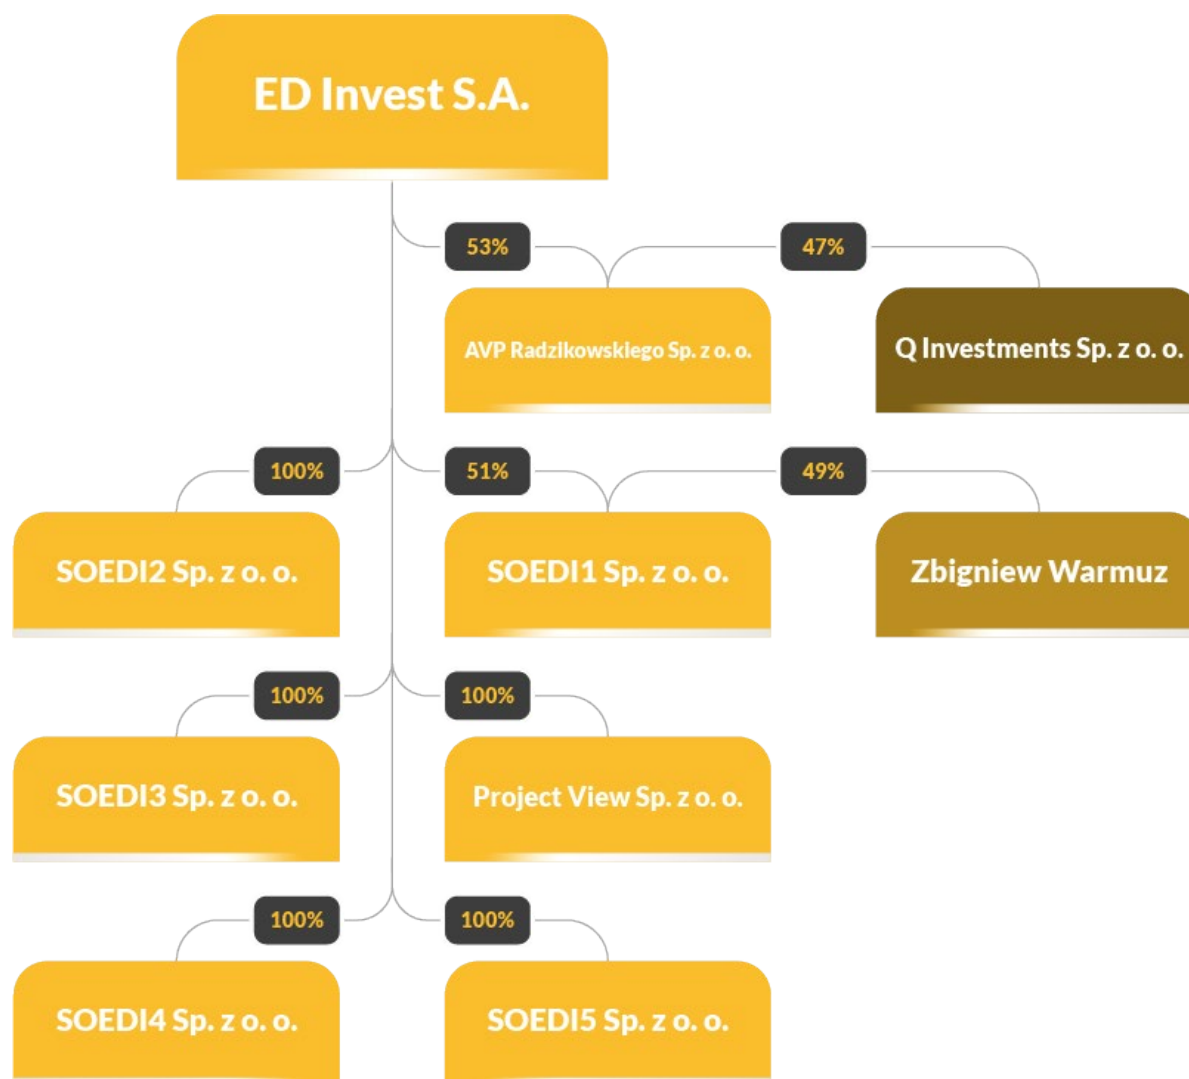 ED Invest S.A.
53%
47%
AVP Radzikowskiego Sp. z o. o.
Q Investments Sp. z o. o.
100%
51%
49%
SOEDI2 Sp. z o. o.
SOEDI1 Sp. z o. o.
Zbigniew Warmuz
100%
100%
SOEDI3 Sp. z o. o.
Project View Sp. z o. o.
100%
100%
SOEDI4 Sp. z o. o.
SOEDI5 Sp. z o. o.